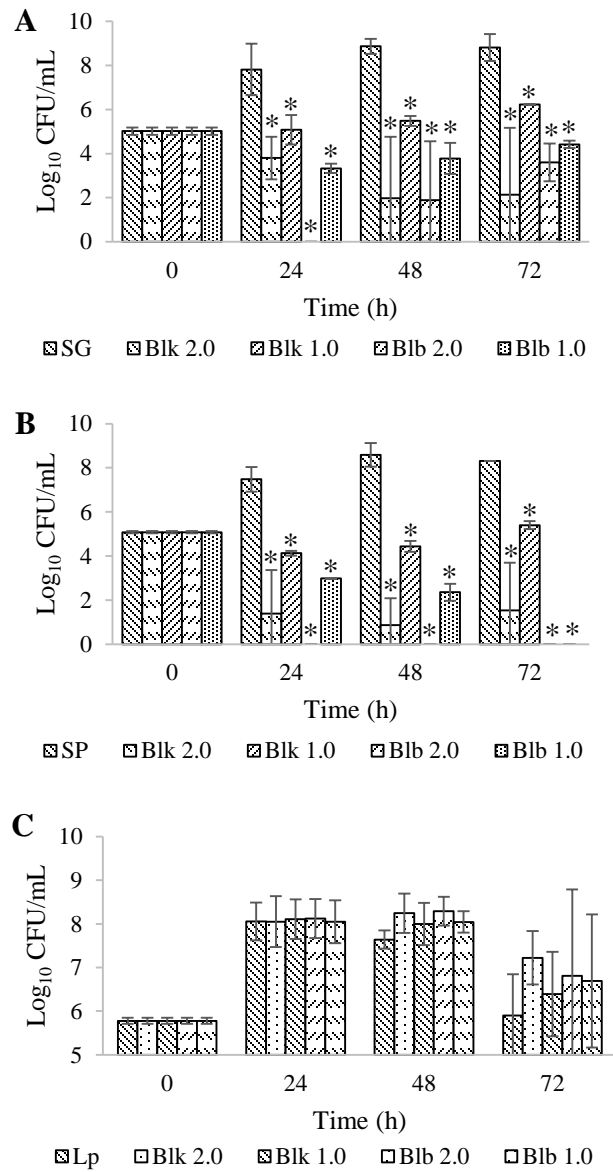 A
Log10 CFU/mL
10
8
6
4
2
0
* * * *
* * * *
* * * *
0 24 48 72
Time (h)
SG Blk 2.0 Blk 1.0 Blb 2.0 Blb 1.0
B
Log10 CFU/mL
10
8
6
4
2
0
* * * *
* * * *
* * * *
0 24 48 72
Time (h)
SP Blk 2.0 Blk 1.0 Blb 2.0 Blb 1.0
C
Log10 CFU/mL
10
9
8
7
6
5
0 24 48 72
Time (h)
Lp Blk 2.0 Blk 1.0 Blb 2.0 Blb 1.0